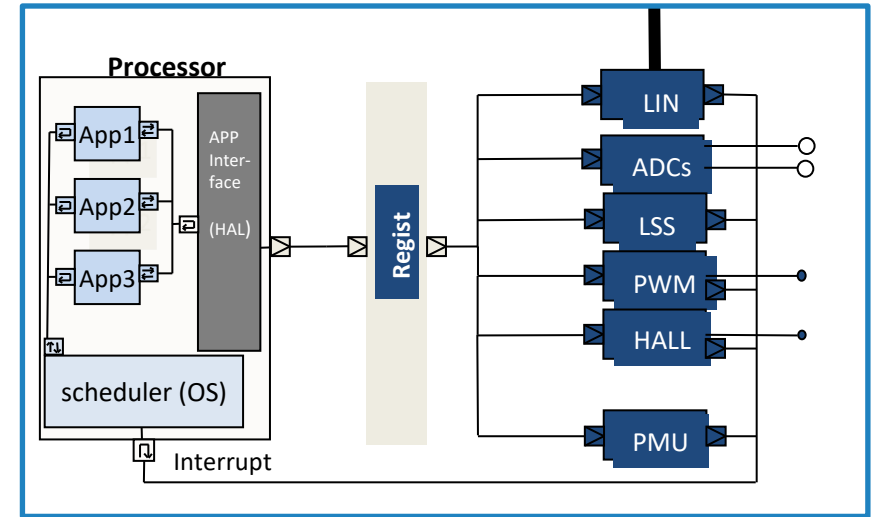 Processor
App1
App2
App3
APP
Inter-
face
(HAL)
scheduler (OS)
Interrupt
Regist
LIN
ADCs
LSS
PWM
HALL
PMU